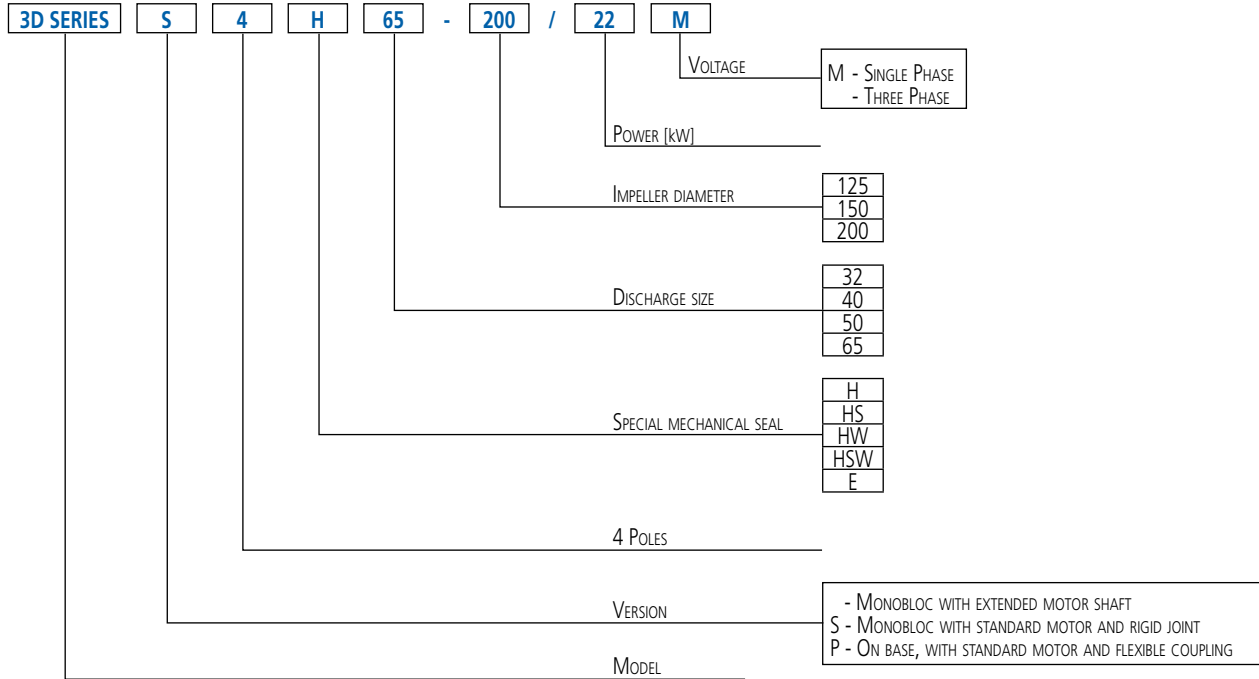 3D SERIES S 4 H 65 - 200 / 22 M
Voltage
M - Single Phase
- Three Phase
Power [kW]
Impeller diameter
125
150
200
Discharge size
32
40
50
65
Special mechanical seal
H
HS
HW
HSW
E
4 Poles
Version
- Monobloc with extended motor shaft
S - Monobloc with standard motor and rigid joint
P - On base, with standard motor and flexible coupling
Model